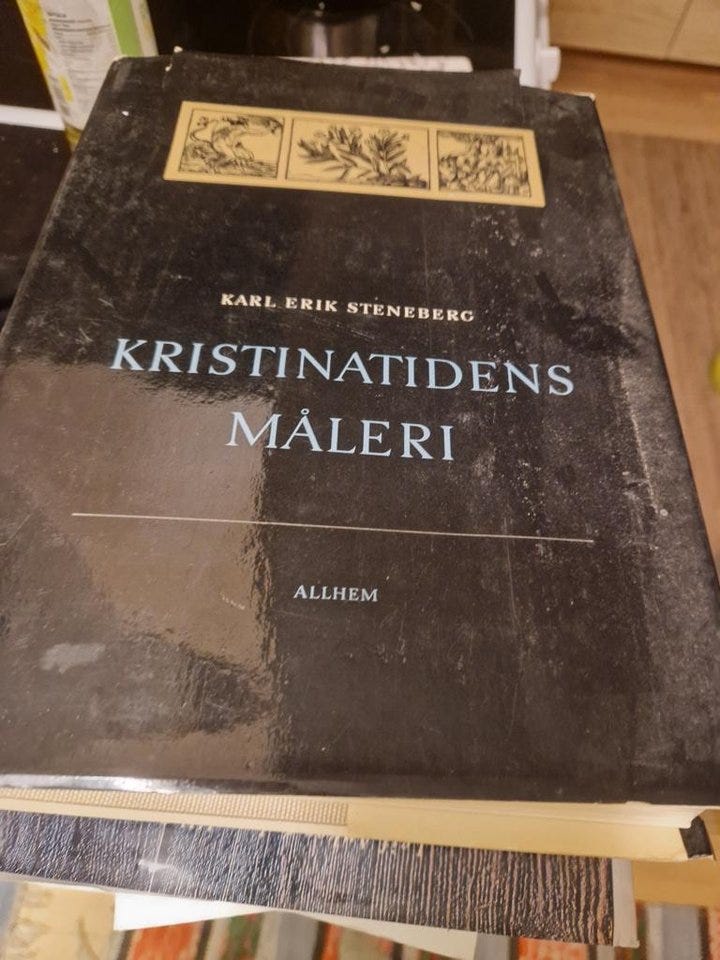 KARL ERIK STENEBERG
KRISTINATIDENS
MÅLERI
ALLHEM